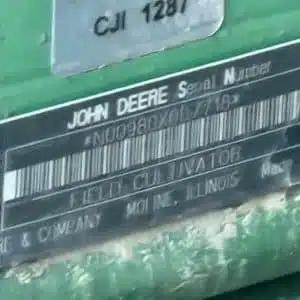 CJI 1287
JOHN DEERE Serial Number
FIELD CULTIVATOR
& COMPANY MOLINE, ILLINOIS